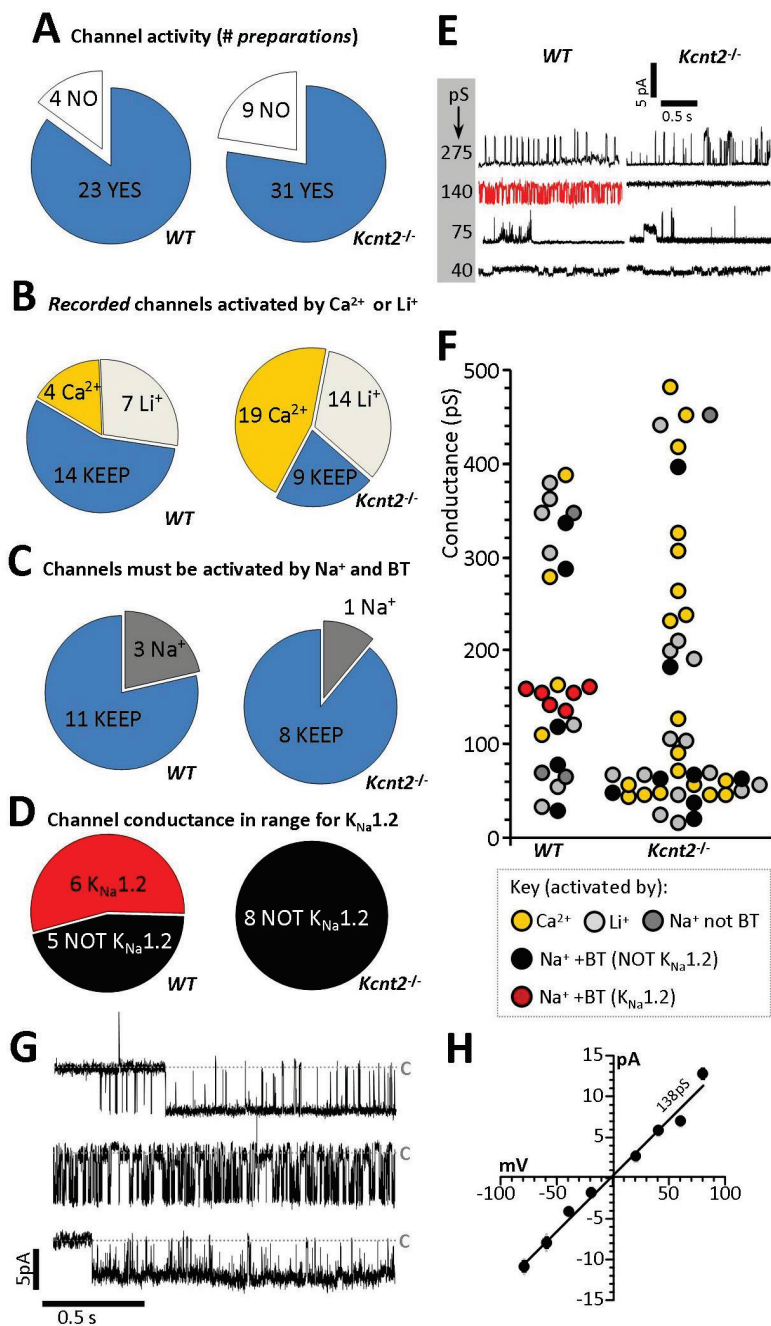 A Channel activity (# preparations)
4 NO
23 YES
WT
9 NO
31 YES
Kcnt2-/-
B Recorded channels activated by Ca2+ or Li+
4 Ca2+
7 Li+
14 KEEP
WT
19 Ca2+
14 Li+
9 KEEP
Kcnt2-/-
C Channels must be activated by Na+ and BT
3 Na+
11 KEEP
WT
1 Na+
8 KEEP
Kcnt2-/-
D Channel conductance in range for KNa1.2
6 KNa1.2
5 NOT KNa1.2
WT
8 NOT KNa1.2
Kcnt2-/-
E
WT
Kcnt2-/-
5 pA
0.5 s
pS
275
140
75
40
F
Conductance (pS)
500
400
300
200
100
0
WT
Kcnt2-/-
Key (activated by):
Ca2+ Li+ Na+ not BT
Na+ +BT (NOT KNa1.2)
Na+ +BT (KNa1.2)
G
C
C
C
5pA
0.5 s
H
pA
15
10
5
138pS
mV
-100
-50
50
100
-5
-10
-15